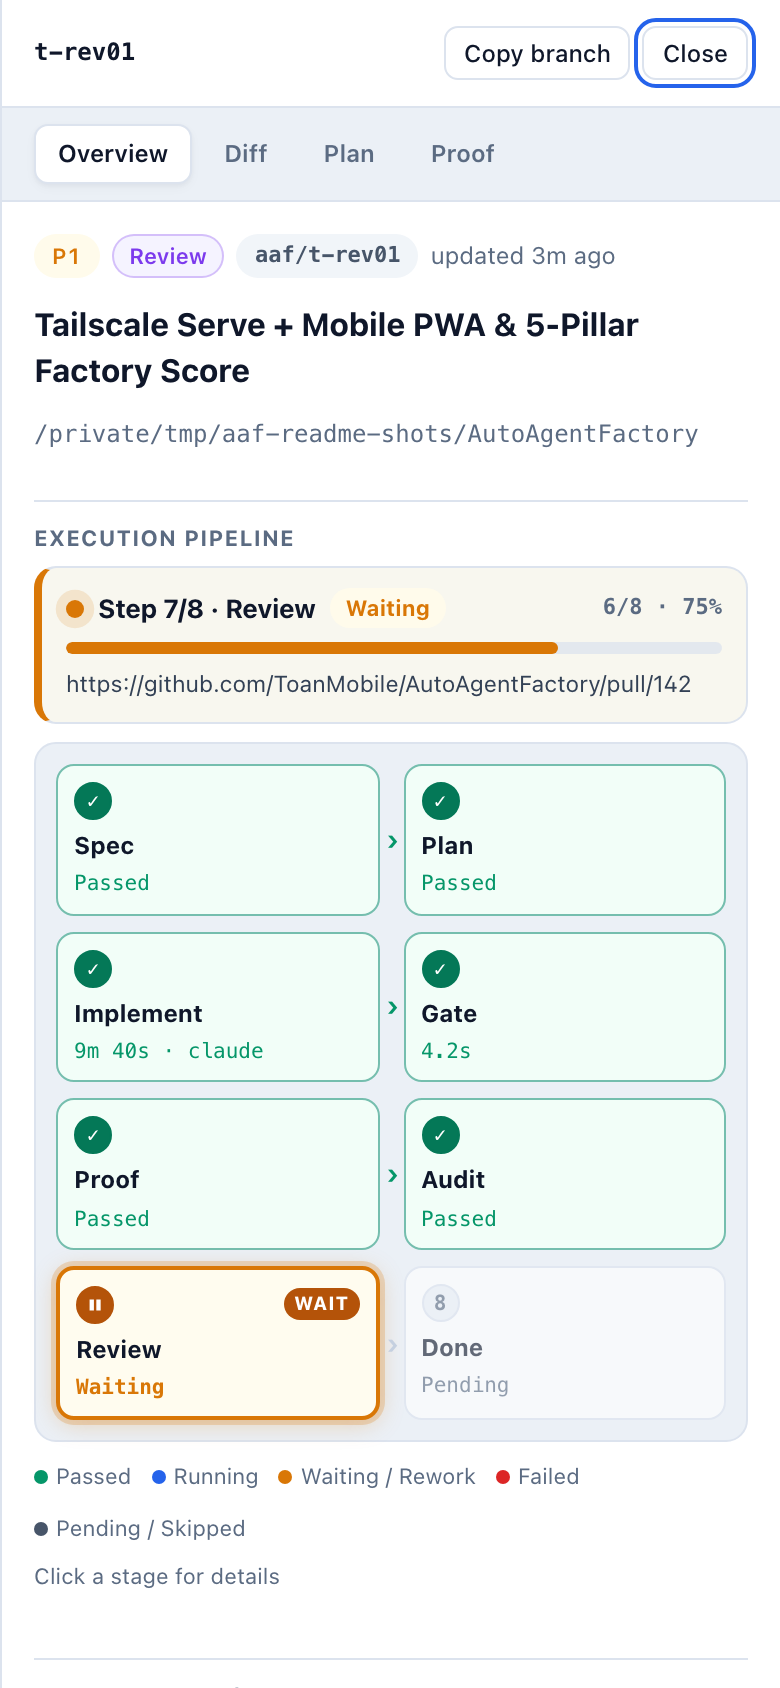 t-rev01
Copy branch
Close
Overview
Diff
Plan
Proof
P1
Review
aaf/t-rev01
updated 3m ago
Tailscale Serve + Mobile PWA & 5-Pillar
Factory Score
/private/tmp/aaf-readme-shots/AutoAgentFactory
EXECUTION PIPELINE
Step 7/8 · Review
Waiting
6/8 · 75%
https://github.com/ToanMobile/AutoAgentFactory/pull/142
✓
Spec
Passed
›
✓
Plan
Passed
✓
Implement
9m 40s · claude
›
✓
Gate
4.2s
✓
Proof
Passed
›
✓
Audit
Passed
WAIT
Review
Waiting
›
8
Done
Pending
Passed
Running
Waiting / Rework
Failed
Pending / Skipped
Click a stage for details